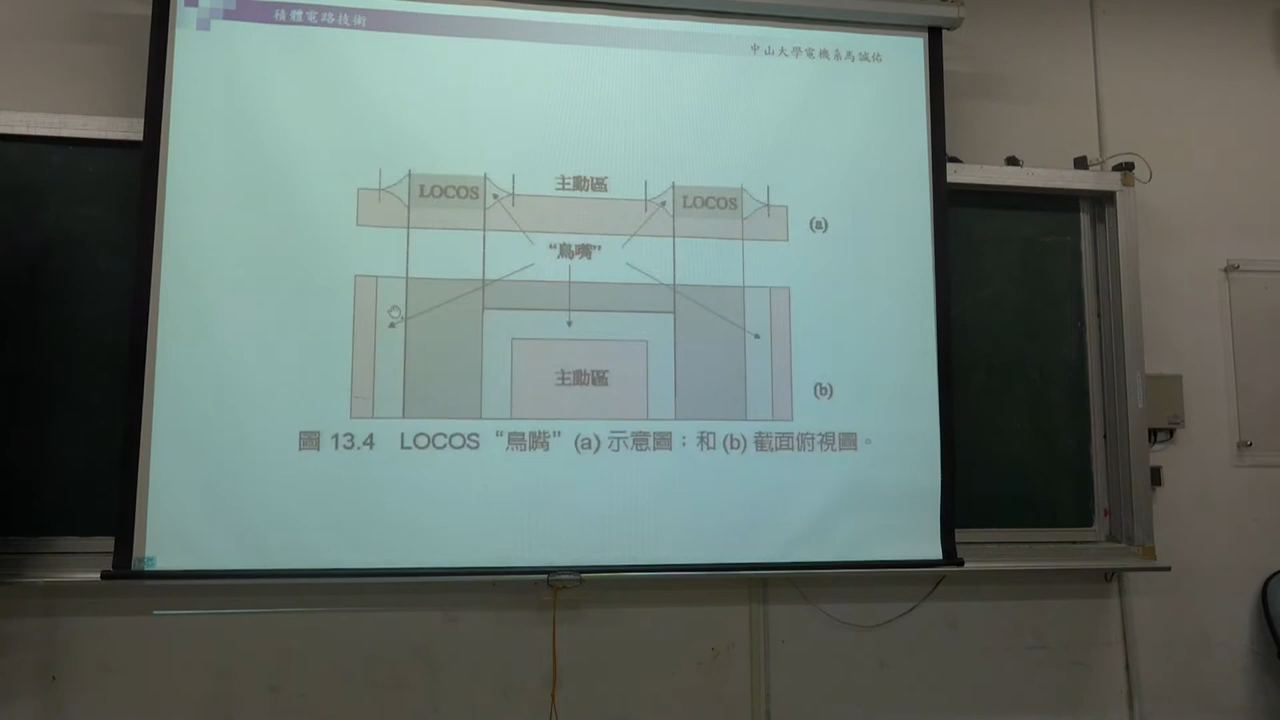 積體電路技術
中山大學電機系馬誠佑
LOCOS
主動區
LOCOS
(a)
“鳥嘴”
主動區
(b)
圖 13.4 LOCOS “鳥嘴” (a) 示意圖；和 (b) 截面俯視圖。